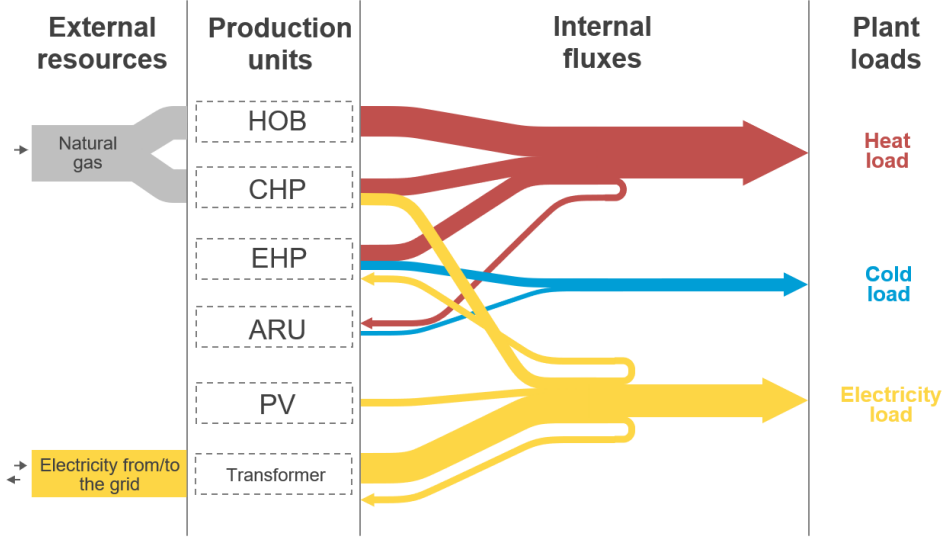 External
resources
Production
units
Internal
fluxes
Plant
loads
Natural
gas
HOB
CHP
EHP
ARU
PV
Transformer
Electricity from/to
the grid
Heat
load
Cold
load
Electricity
load